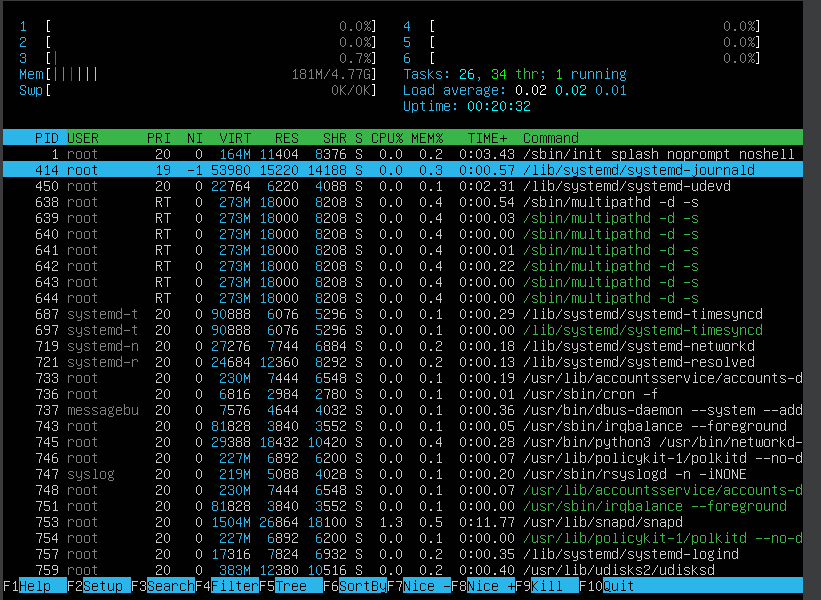 1 [ 0.0%] 4 [ 0.0%]
2 [ 0.0%] 5 [ 0.0%]
3 [| 0.7%] 6 [ 0.0%]
Mem[|||||| 181M/4.77G] Tasks: 26, 34 thr; 1 running
Swp[ 0K/0K] Load average: 0.02 0.02 0.01
Uptime: 00:20:32
PID USER PRI NI VIRT RES SHR S CPU% MEM% TIME+ Command
1 root 20 0 164M 11404 8376 S 0.0 0.2 0:03.43 /sbin/init splash noprompt noshell
414 root 19 -1 53980 15220 14188 S 0.0 0.3 0:00.57 /lib/systemd/systemd-journald
450 root 20 0 22764 6220 4088 S 0.0 0.1 0:02.31 /lib/systemd/systemd-udevd
638 root RT 0 273M 18000 8208 S 0.0 0.4 0:00.54 /sbin/multipathd -d -s
639 root RT 0 273M 18000 8208 S 0.0 0.4 0:00.03 /sbin/multipathd -d -s
640 root RT 0 273M 18000 8208 S 0.0 0.4 0:00.00 /sbin/multipathd -d -s
641 root RT 0 273M 18000 8208 S 0.0 0.4 0:00.01 /sbin/multipathd -d -s
642 root RT 0 273M 18000 8208 S 0.0 0.4 0:00.22 /sbin/multipathd -d -s
643 root RT 0 273M 18000 8208 S 0.0 0.4 0:00.00 /sbin/multipathd -d -s
644 root RT 0 273M 18000 8208 S 0.0 0.4 0:00.00 /sbin/multipathd -d -s
687 systemd-t 20 0 90888 6076 5296 S 0.0 0.1 0:00.29 /lib/systemd/systemd-timesyncd
697 systemd-t 20 0 90888 6076 5296 S 0.0 0.1 0:00.00 /lib/systemd/systemd-timesyncd
719 systemd-n 20 0 27276 7744 6884 S 0.0 0.2 0:00.18 /lib/systemd/systemd-networkd
721 systemd-r 20 0 24684 12360 8292 S 0.0 0.2 0:00.13 /lib/systemd/systemd-resolved
733 root 20 0 230M 7444 6548 S 0.0 0.1 0:00.19 /usr/lib/accountsservice/accounts-d
736 root 20 0 6816 2984 2780 S 0.0 0.1 0:00.01 /usr/sbin/cron -f
737 messagebu 20 0 7576 4644 4032 S 0.0 0.1 0:00.36 /usr/bin/dbus-daemon --system --add
743 root 20 0 81828 3840 3552 S 0.0 0.1 0:00.05 /usr/sbin/irqbalance --foreground
745 root 20 0 29388 18432 10420 S 0.0 0.4 0:00.28 /usr/bin/python3 /usr/bin/networkd-
746 root 20 0 227M 6892 6200 S 0.0 0.1 0:00.07 /usr/lib/policykit-1/polkitd --no-d
747 syslog 20 0 219M 5088 4028 S 0.0 0.1 0:00.20 /usr/sbin/rsyslogd -n -iNONE
748 root 20 0 230M 7444 6548 S 0.0 0.1 0:00.07 /usr/lib/accountsservice/accounts-d
751 root 20 0 81828 3840 3552 S 0.0 0.1 0:00.00 /usr/sbin/irqbalance --foreground
753 root 20 0 1504M 26864 18100 S 1.3 0.5 0:11.77 /usr/lib/snapd/snapd
754 root 20 0 227M 6892 6200 S 0.0 0.1 0:00.00 /usr/lib/policykit-1/polkitd --no-d
757 root 20 0 17316 7824 6932 S 0.0 0.2 0:00.35 /lib/systemd/systemd-logind
759 root 20 0 383M 12380 10516 S 0.0 0.2 0:00.40 /usr/lib/udisks2/udisksd
F1Help F2Setup F3SearchF4FilterF5Tree F6SortByF7Nice -F8Nice +F9Kill F10Quit